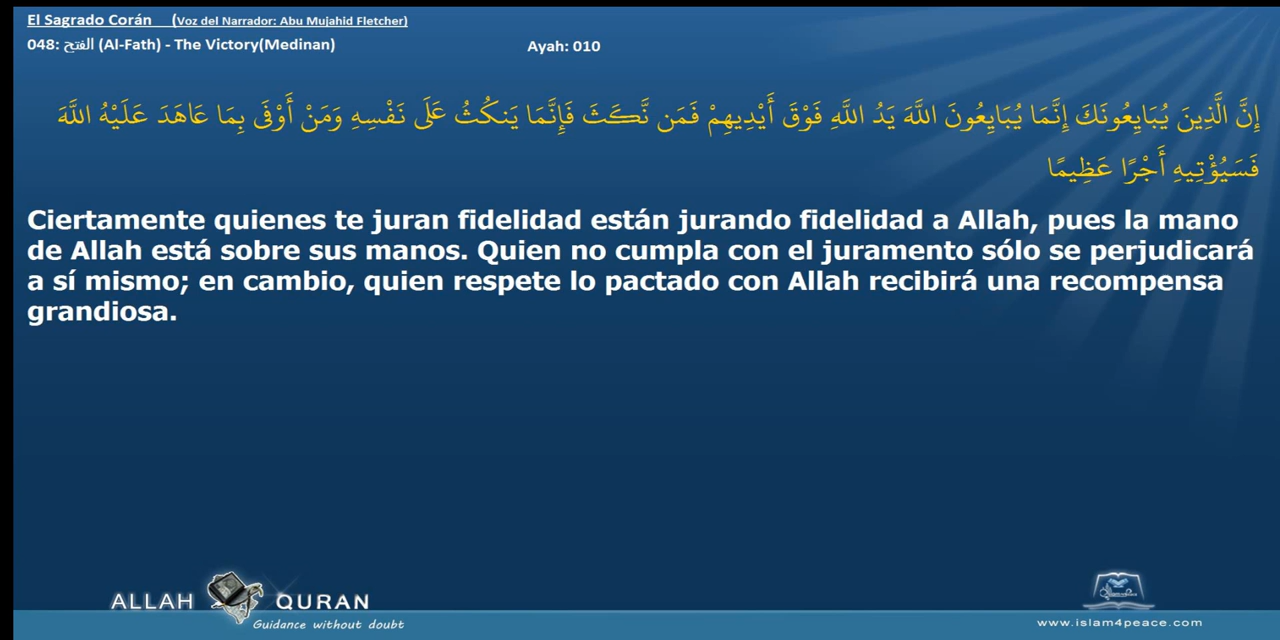 El Sagrado Corán (Voz del Narrador: Abu Mujahid Fletcher)
048: الفتح (Al-Fath) - The Victory(Medinan) Ayah: 010
إِنَّ الَّذِينَ يُبَايِعُونَكَ إِنَّمَا يُبَايِعُونَ اللَّهَ يَدُ اللَّهِ فَوْقَ أَيْدِيهِمْ فَمَن نَّكَثَ فَإِنَّمَا يَنكُثُ عَلَى نَفْسِهِ وَمَنْ أَوْفَى بِمَا عَاهَدَ عَلَيْهُ اللَّهَ
فَسَيُؤْتِيهِ أَجْرًا عَظِيمًا
Ciertamente quienes te juran fidelidad están jurando fidelidad a Allah, pues la mano
de Allah está sobre sus manos. Quien no cumpla con el juramento sólo se perjudicará
a sí mismo; en cambio, quien respete lo pactado con Allah recibirá una recompensa
grandiosa.
ALLAH QURAN
Guidance without doubt
www.islam4peace.com